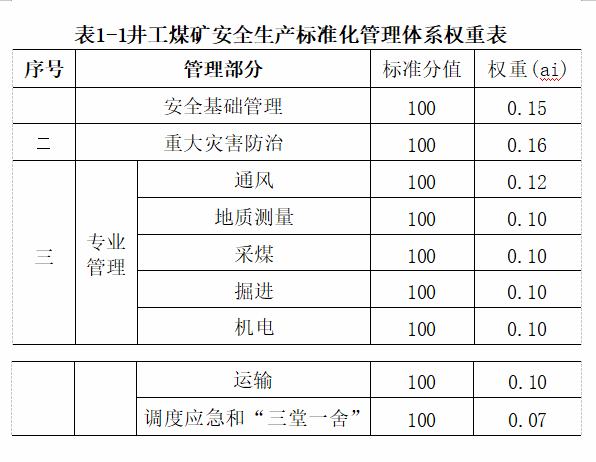 表1-1井工煤矿安全生产标准化管理体系权重表
序号 管理部分 标准分值 权重(ai)
安全基础管理 100 0.15
二 重大灾害防治 100 0.16
三 专业管理 通风 100 0.12
地质测量 100 0.10
采煤 100 0.10
掘进 100 0.10
机电 100 0.10
运输 100 0.10
调度应急和“三堂一舍” 100 0.07